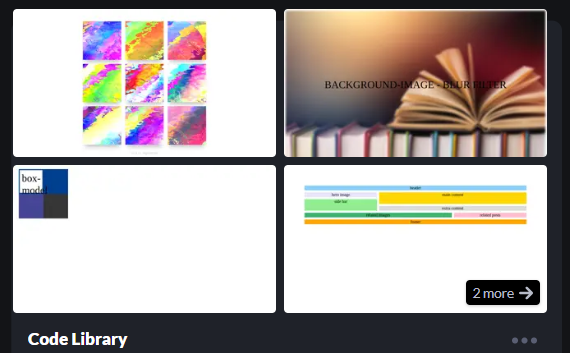 BACKGROUND-IMAGE - BLUR FILTER
box-
model
header
hero image
main content
side bar
extra content
related images
related posts
footer
2 more →
Code Library